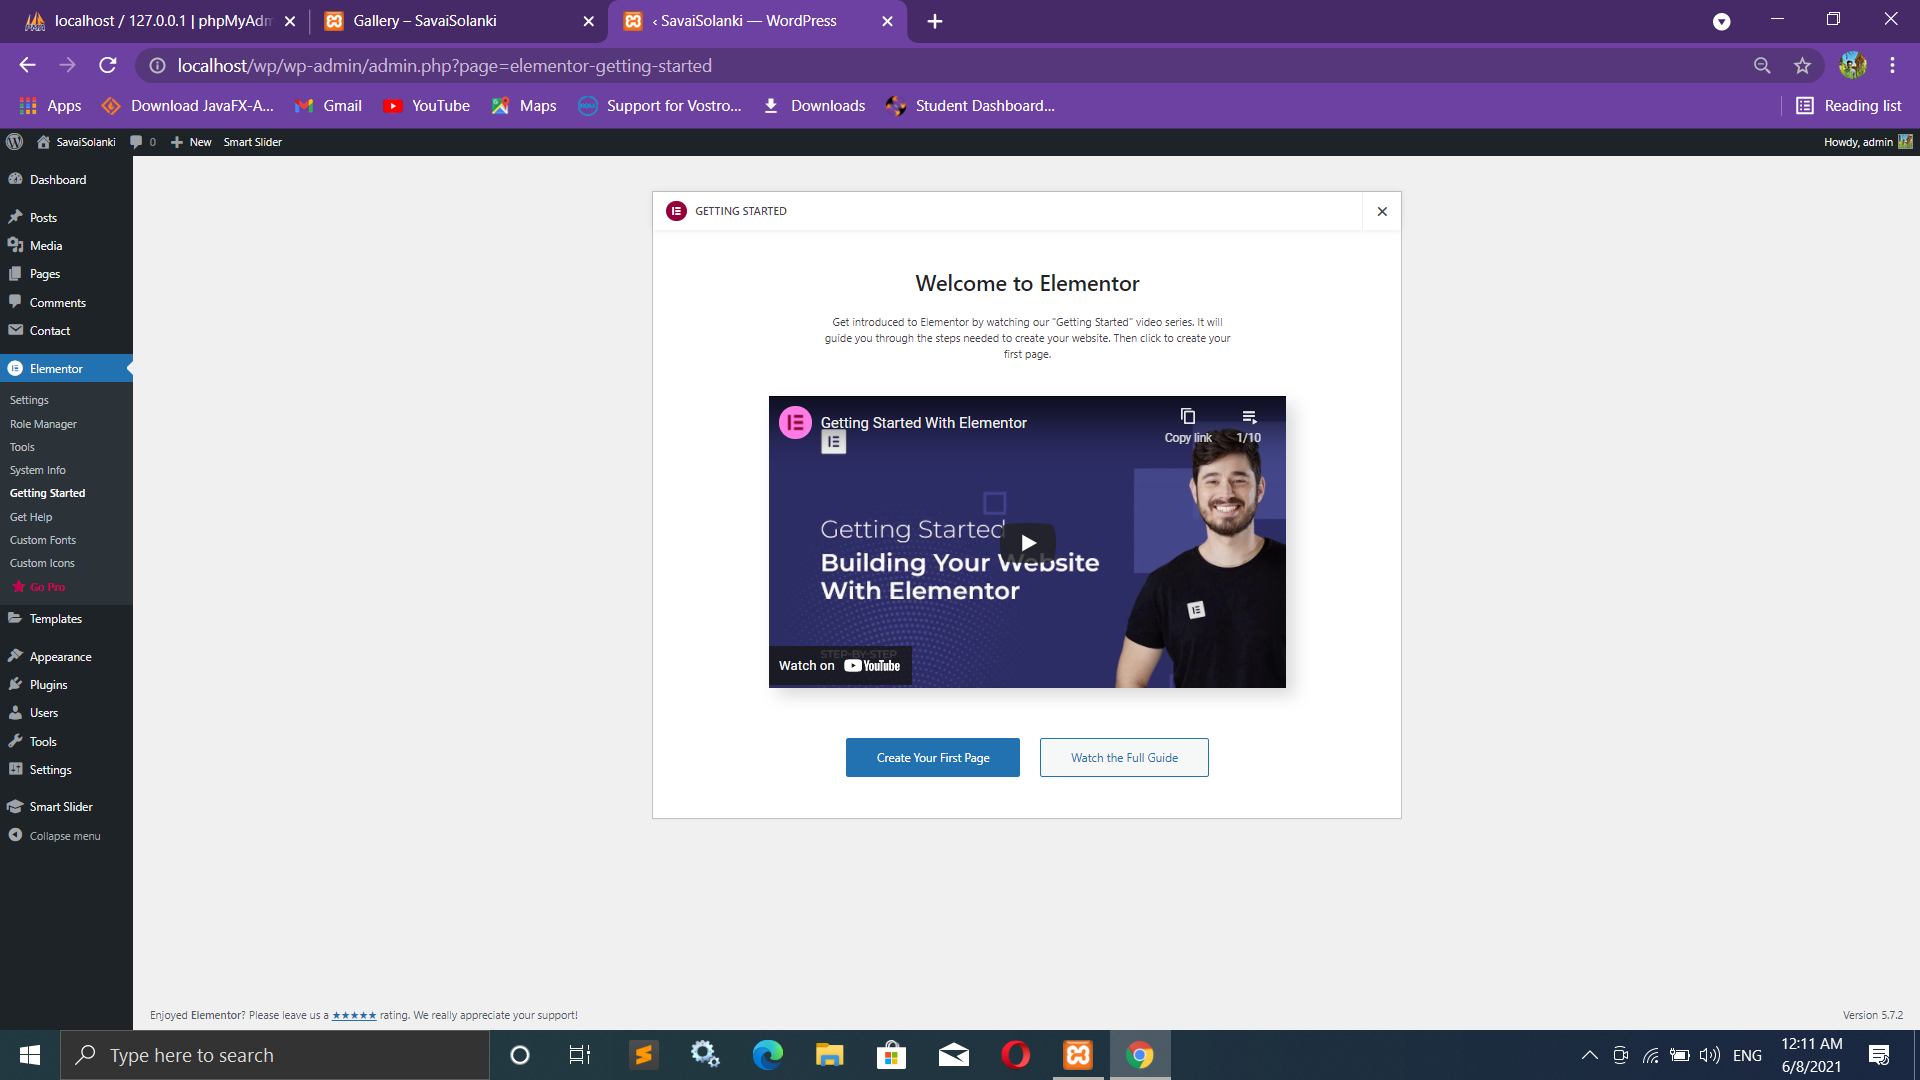 localhost / 127.0.0.1 | phpMyAdm
Gallery – SavaiSolanki
‹ SavaiSolanki — WordPress
localhost/wp/wp-admin/admin.php?page=elementor-getting-started
Apps
Download JavaFX-A...
Gmail
YouTube
Maps
Support for Vostro...
Downloads
Student Dashboard...
Reading list
SavaiSolanki
0
New
Smart Slider
Howdy, admin
Dashboard
Posts
Media
Pages
Comments
Contact
Elementor
Settings
Role Manager
Tools
System Info
Getting Started
Get Help
Custom Fonts
Custom Icons
Go Pro
Templates
Appearance
Plugins
Users
Tools
Settings
Smart Slider
Collapse menu
GETTING STARTED
Welcome to Elementor
Get introduced to Elementor by watching our "Getting Started" video series. It will
guide you through the steps needed to create your website. Then click to create your
first page.
Getting Started With Elementor
Copy link
1/10
Getting Started
Building Your Website
With Elementor
STEP-BY-STEP
Watch on YouTube
Create Your First Page
Watch the Full Guide
Enjoyed Elementor? Please leave us a ★★★★★ rating. We really appreciate your support!
Version 5.7.2
Type here to search
ENG
12:11 AM
6/8/2021